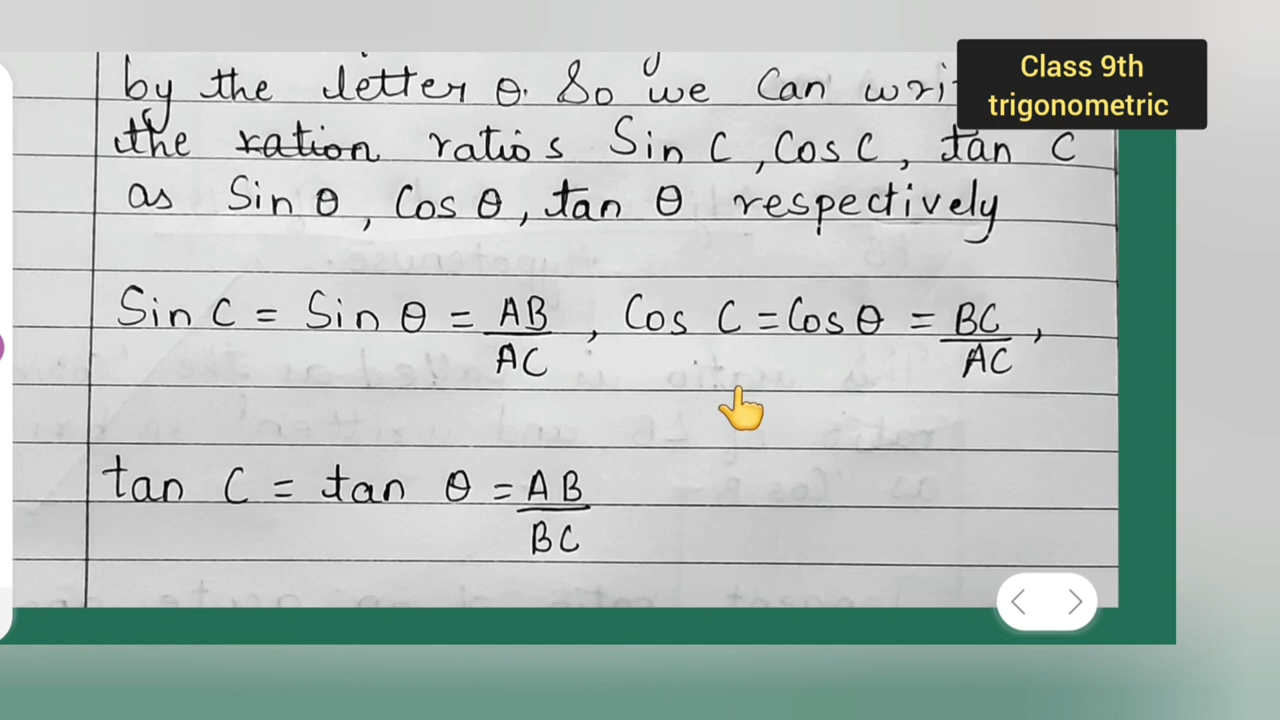 by the letter θ. So we Can
the ration ratios Sin C, Cos C, tan C
as Sin θ, Cos θ, tan θ respectively
Sin C = Sin θ = AB/AC, Cos C = Cos θ = BC/AC,
tan C = tan θ = AB/BC
Class 9th
trigonometric